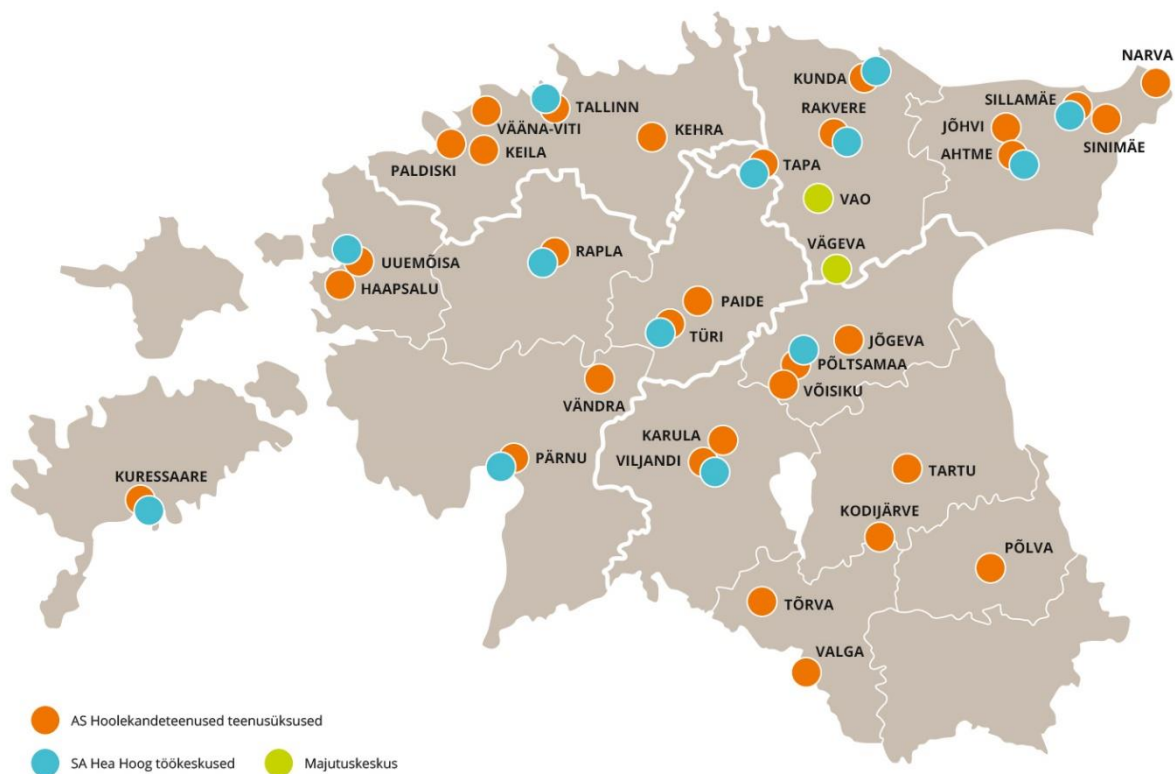 NARVA
KUNDA
TALLINN
SILLAMÄE
VÄÄNA-VITI
RAKVERE
JÕHVI
KEHRA
SINIMÄE
KEILA
AHTME
PALDISKI
TAPA
VAO
VÄGEVA
RAPLA
UUEMÕISA
HAAPSALU
PAIDE
TÜRI
JÕGEVA
PÕLTSAMAA
VÕISIKU
VÄNDRA
KARULA
PÄRNU
VILJANDI
TARTU
KURESSAARE
KODIJÄRVE
PÕLVA
TÕRVA
VALGA
AS Hoolekandeteenused teenusüksused
SA Hea Hoog töökeskused
Majutuskeskus